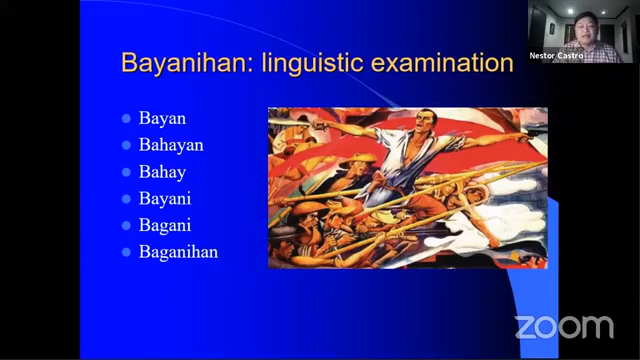 Bayanihan: linguistic examination
Nestor Castro
Bayan
Bahayan
Bahay
Bayani
Bagani
Baganihan
zoom